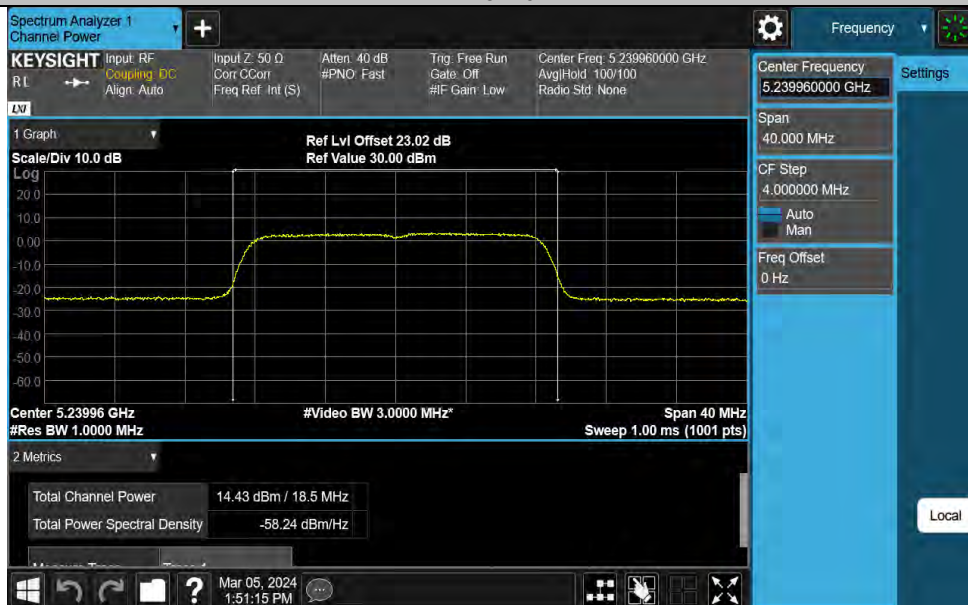 Spectrum Analyzer 1
Channel Power
+
Frequency
KEYSIGHT
RL
LXI
Input: RF
Coupling: DC
Align: Auto
Input Z: 50 Ω
Corr CCorr
Freq Ref: Int (S)
Atten: 40 dB
#PNO: Fast
Trig: Free Run
Gate: Off
#IF Gain: Low
Center Freq: 5.239960000 GHz
Avg|Hold: 100/100
Radio Std: None
Center Frequency
5.239960000 GHz
Settings
Span
40.000 MHz
CF Step
4.000000 MHz
Auto
Man
Freq Offset
0 Hz
Local
1 Graph
Scale/Div 10.0 dB
Ref Lvl Offset 23.02 dB
Ref Value 30.00 dBm
Log
20.0
10.0
0.00
-10.0
-20.0
-30.0
-40.0
-50.0
-60.0
Center 5.23996 GHz
#Res BW 1.0000 MHz
#Video BW 3.0000 MHz*
Span 40 MHz
Sweep 1.00 ms (1001 pts)
2 Metrics
Total Channel Power 14.43 dBm / 18.5 MHz
Total Power Spectral Density -58.24 dBm/Hz
?
Mar 05, 2024
1:51:15 PM